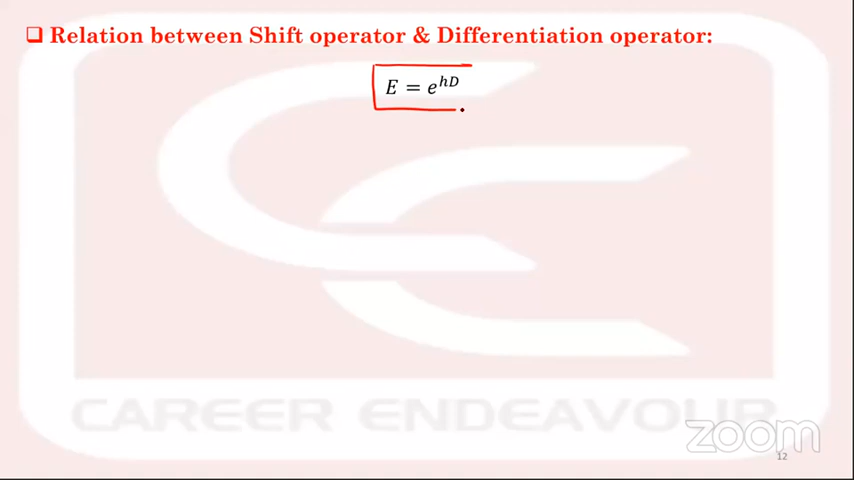 ❑ Relation between Shift operator & Differentiation operator:
E = e^{hD}
CAREER ENDEAVOUR
zoom
12